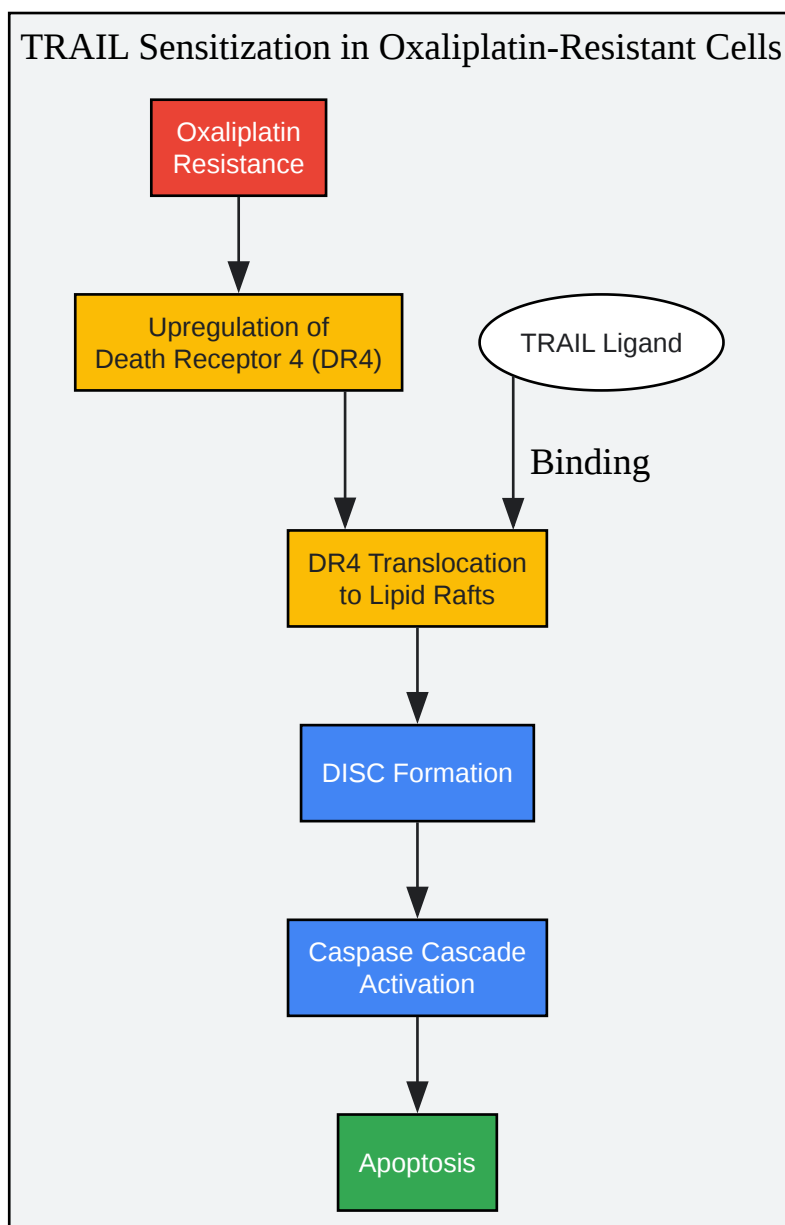 TRAIL Sensitization in Oxaliplatin-Resistant Cells
Oxaliplatin
Resistance
Upregulation of
Death Receptor 4 (DR4)
TRAIL Ligand
Binding
DR4 Translocation
to Lipid Rafts
DISC Formation
Caspase Cascade
Activation
Apoptosis